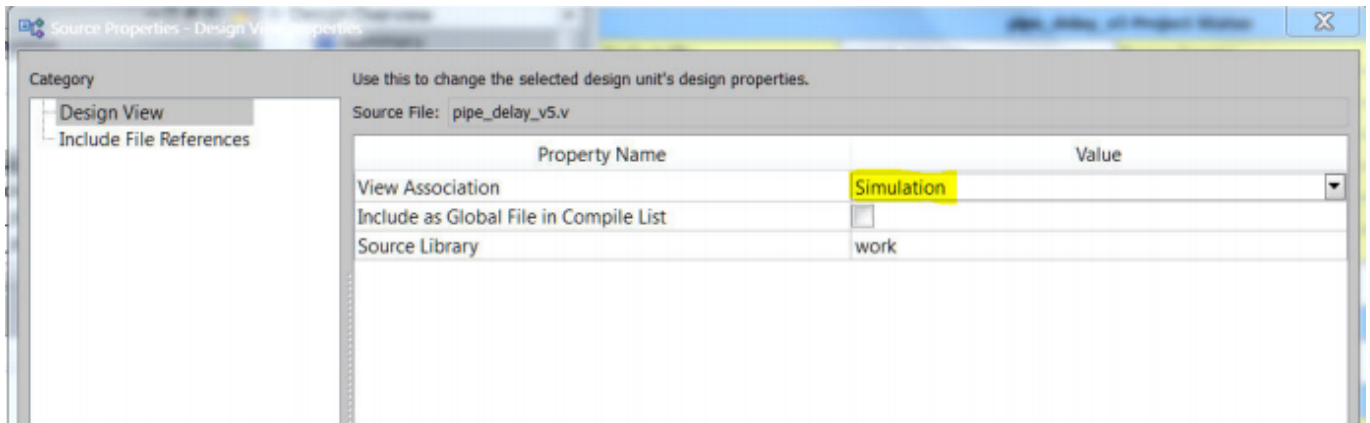 Source Properties - Design View Properties
Category
Design View
Include File References
Use this to change the selected design unit's design properties.
Source File: pipe_delay_v5.v
Property Name Value
View Association Simulation
Include as Global File in Compile List
Source Library work